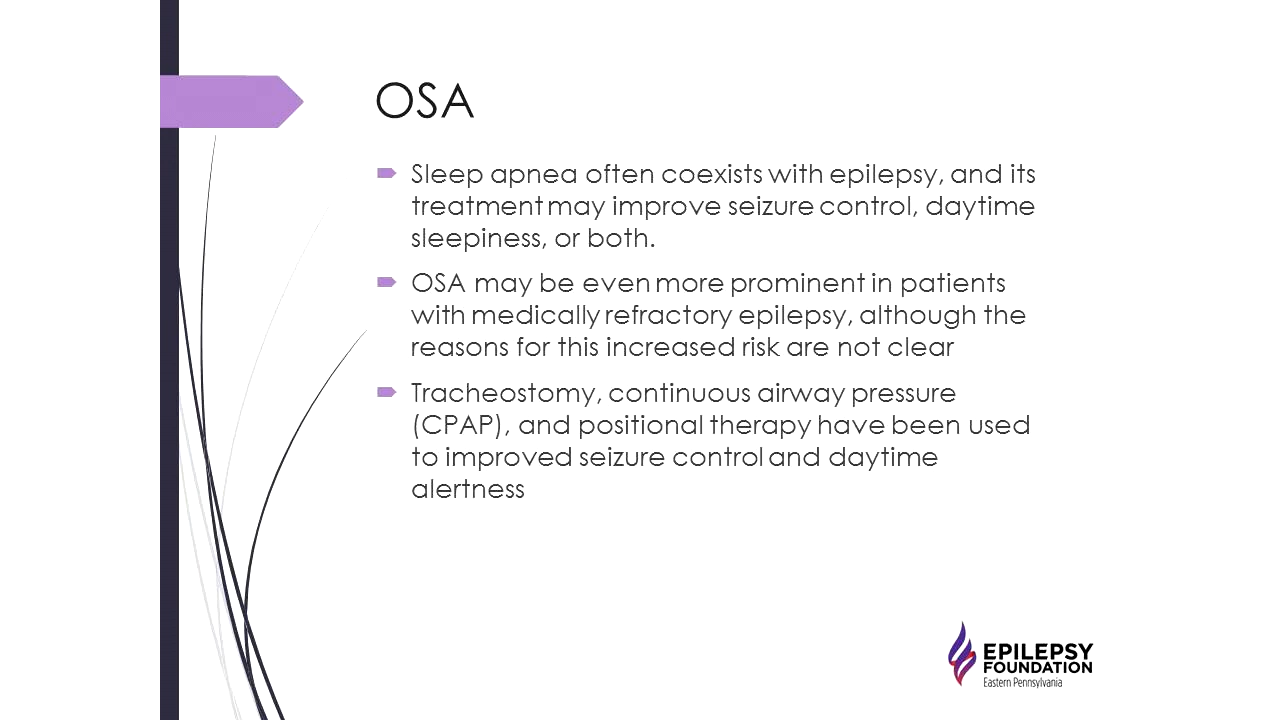 OSA
Sleep apnea often coexists with epilepsy, and its
treatment may improve seizure control, daytime
sleepiness, or both.
OSA may be even more prominent in patients
with medically refractory epilepsy, although the
reasons for this increased risk are not clear
Tracheostomy, continuous airway pressure
(CPAP), and positional therapy have been used
to improved seizure control and daytime
alertness
EPILEPSY
FOUNDATION
Eastern Pennsylvania